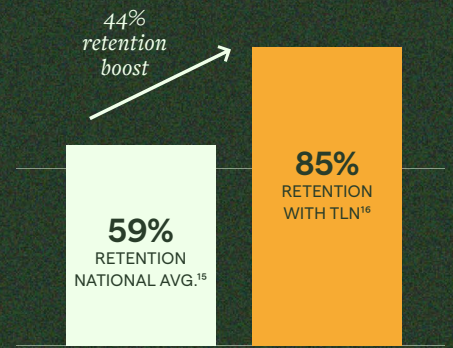 44%
retention
boost
85%
RETENTION
WITH TLN¹⁶
59%
RETENTION
NATIONAL AVG.¹⁵